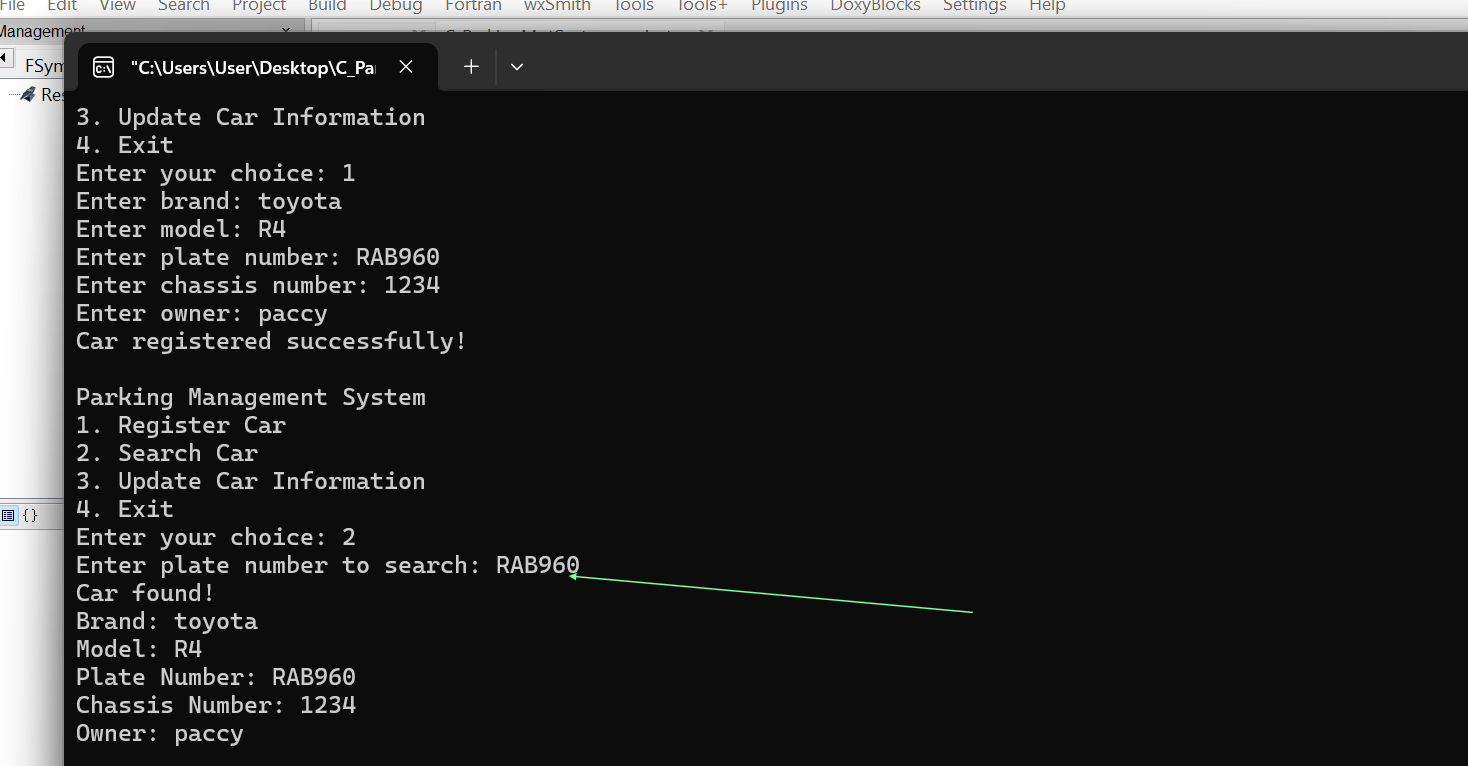 File Edit View Search Project Build Debug Fortran wxSmith Tools Tools+ Plugins DoxyBlocks Settings Help
Management
FSym
Res
"C:\Users\User\Desktop\C_Pa
3. Update Car Information
4. Exit
Enter your choice: 1
Enter brand: toyota
Enter model: R4
Enter plate number: RAB960
Enter chassis number: 1234
Enter owner: paccy
Car registered successfully!
Parking Management System
1. Register Car
2. Search Car
3. Update Car Information
4. Exit
Enter your choice: 2
Enter plate number to search: RAB960
Car found!
Brand: toyota
Model: R4
Plate Number: RAB960
Chassis Number: 1234
Owner: paccy
{}